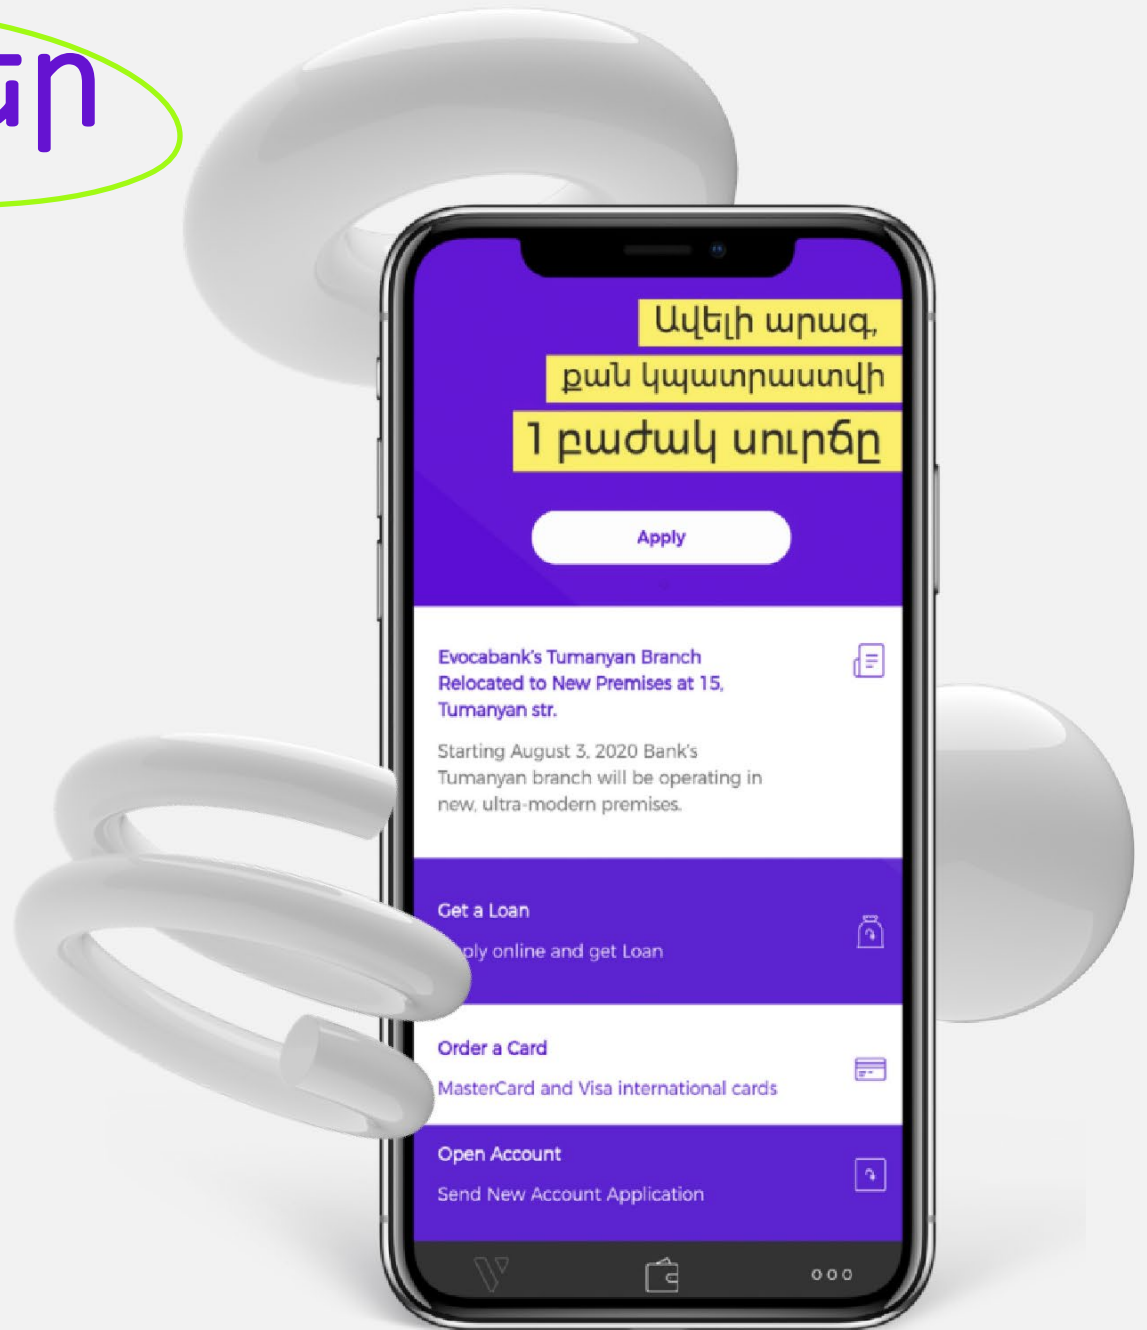 Ավելի արագ,
քան կպատրաստվի
1 բաժակ սուրճը
Apply
Evocabank's Tumanyan Branch
Relocated to New Premises at 15,
Tumanyan str.
Starting August 3, 2020 Bank's
Tumanyan branch will be operating in
new, ultra-modern premises.
Get a Loan
online and get Loan
Order a Card
MasterCard and Visa international cards
Open Account
Send New Account Application